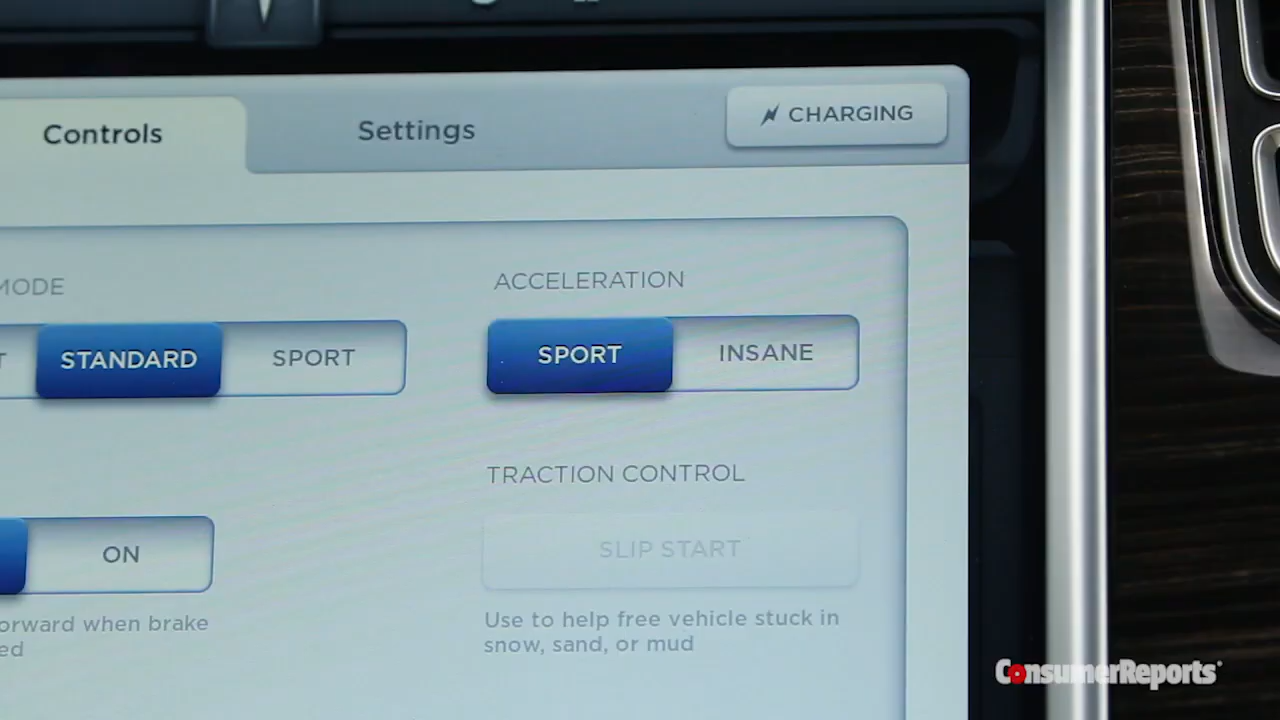 Controls
Settings
CHARGING
MODE
ACCELERATION
STANDARD
SPORT
SPORT
INSANE
TRACTION CONTROL
ON
SLIP START
orward when brake
ed
Use to help free vehicle stuck in
snow, sand, or mud
ConsumerReports